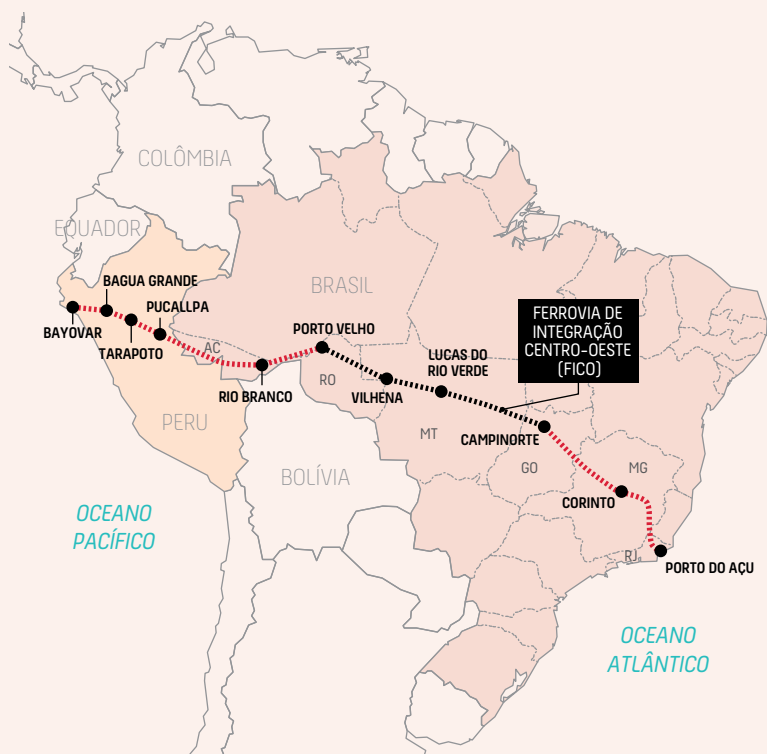 COLÔMBIA
EQUADOR
BAGUA GRANDE
BRASIL
PUCALLPA
FERROVIA DE
INTEGRAÇÃO
CENTRO-OESTE
(FICO)
BAYOVAR
PORTO VELHO
TARAPOTO
AC
LUCAS DO
RIO VERDE
RO
RIO BRANCO
VILHENA
PERU
MT
CAMPINORTE
BOLÍVIA
GO
MG
CORINTO
OCEANO
PACÍFICO
RJ
PORTO DO AÇU
OCEANO
ATLÂNTICO